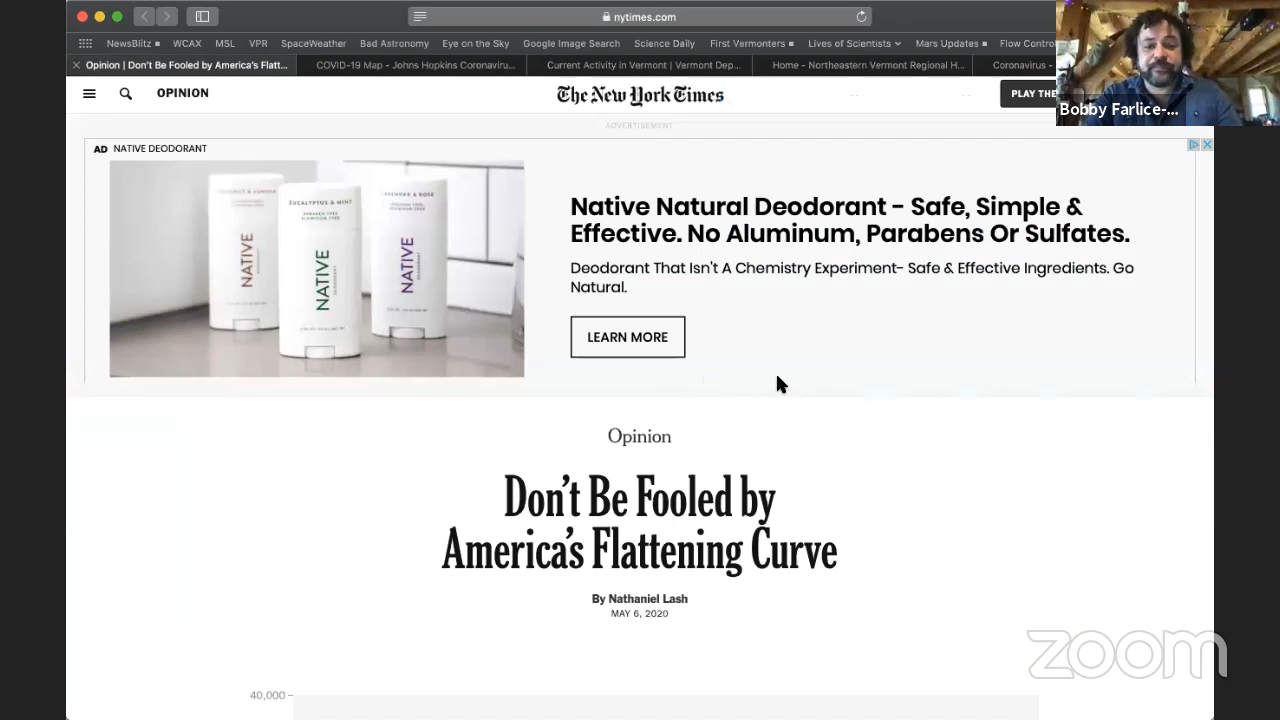 nytimes.com
NewsBlitz WCAX MSL VPR SpaceWeather Bad Astronomy Eye on the Sky Google Image Search Science Daily First Vermonters Lives of Scientists Mars Updates Flow Contro
Opinion | Don't Be Fooled by America's Flatt... COVID-19 Map - Johns Hopkins Coronaviru... Current Activity in Vermont | Vermont Dep... Home - Northeastern Vermont Regional H... Coronavirus -
OPINION
The New York Times
PLAY THE
Bobby Farlice-...
ADVERTISEMENT
AD NATIVE DEODORANT
EUCALYPTUS & MINT
LAVENDER & ROSE
NATIVE
NATIVE
NATIVE
Native Natural Deodorant - Safe, Simple &
Effective. No Aluminum, Parabens Or Sulfates.
Deodorant That Isn't A Chemistry Experiment- Safe & Effective Ingredients. Go
Natural.
LEARN MORE
Opinion
Don't Be Fooled by
America's Flattening Curve
By Nathaniel Lash
MAY 6, 2020
40,000
zoom